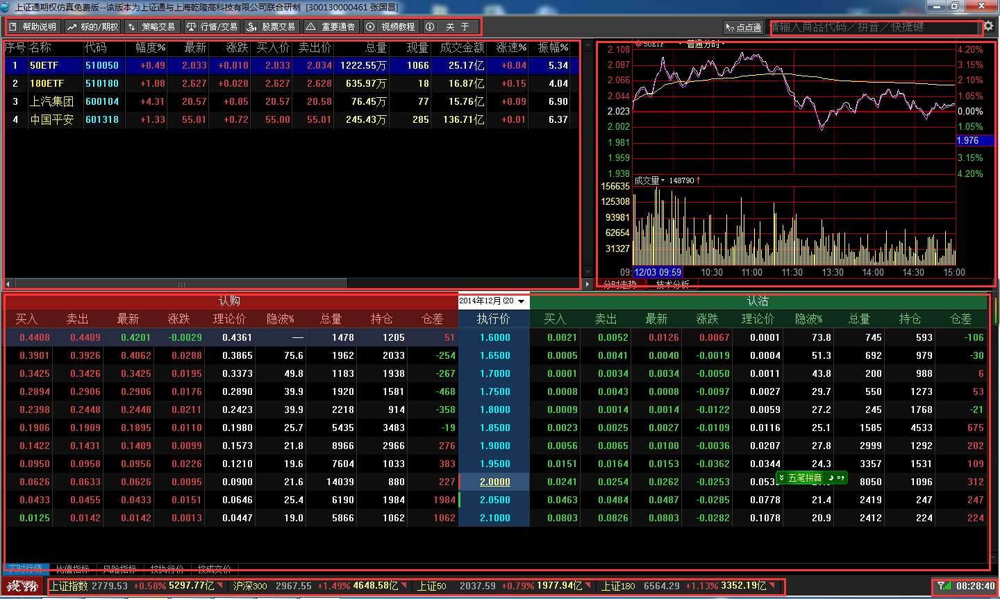 上证通期权仿真免费版--该版本为上证通与上海乾隆高科技有限公司联合研制 [300130000461 张国昌]
帮助说明 标的/期权 策略交易 行情/交易 股票交易 重要通告 视频教程 关 于 点点通 请输入商品代码／拼音／快捷键
序号 名称 代码 幅度% 最新 涨跌 买入价 卖出价 总量 现量 成交金额 涨速% 振幅%
1 50ETF 510050 +0.49 2.033 +0.010 2.033 2.034 1222.55万 1066 25.17亿 +0.04 5.34
2 180ETF 510180 +1.08 2.627 +0.028 2.627 2.628 635.97万 18 16.87亿 +0.15 4.04
3 上汽集团 600104 +4.31 20.57 +0.85 20.57 20.58 76.45万 77 15.76亿 +0.09 6.90
4 中国平安 601318 +1.33 55.01 +0.72 55.00 55.01 245.43万 285 136.71亿 +0.01 6.37
50ETF 普通分时
2.108 4.20%
2.087 3.15%
2.066 2.10%
2.044 1.05%
2.023 0.00%
2.002 1.05%
1.981 1.976
1.959 3.15%
1.938 4.20%
成交量 148790↑
156635
125308
93981
62654
31327
09: 12/03 09:59 10:30 11:00 11:30 13:30 14:00 14:30 15:00
分时走势 技术分析
认购 2014年12月(20 认沽
买入 卖出 最新 涨跌 理论价 隐波% 总量 持仓 仓差 执行价 买入 卖出 最新 涨跌 理论价 隐波% 总量 持仓 仓差
0.4408 0.4409 0.4201 -0.0029 0.4361 — 1478 1205 51 1.6000 0.0021 0.0052 0.0126 0.0067 0.0001 73.8 745 593 -106
0.3901 0.3926 0.4062 0.0288 0.3865 75.6 1962 2033 -254 1.6500 0.0005 0.0041 0.0040 -0.0019 0.0004 51.3 692 979 -30
0.3425 0.3426 0.3425 0.0195 0.3373 49.8 1183 1938 -267 1.7000 0.0001 0.0034 0.0034 -0.0050 0.0011 43.8 200 988 6
0.2894 0.2906 0.2906 0.0176 0.2890 39.9 1920 1581 -468 1.7500 0.0008 0.0043 0.0008 -0.0097 0.0027 29.7 550 1273 53
0.2398 0.2448 0.2448 0.0211 0.2423 39.9 2218 914 -358 1.8000 0.0009 0.0014 0.0014 -0.0122 0.0059 27.2 245 1768 -21
0.1906 0.1909 0.1895 0.0110 0.1980 25.7 5435 3483 -19 1.8500 0.0023 0.0025 0.0027 -0.0109 0.0116 25.1 1585 4533 675
0.1422 0.1431 0.1409 0.0099 0.1573 21.8 8966 2966 276 1.9000 0.0056 0.0065 0.0100 -0.0036 0.0207 27.8 2999 1292 202
0.0950 0.0958 0.0956 0.0226 0.1210 19.6 7604 1033 383 1.9500 0.0151 0.0164 0.0153 -0.0362 0.0344 24.3 3357 1531 109
0.0626 0.0633 0.0626 0.0095 0.0900 21.6 14039 880 227 2.0000 0.0241 0.0254 0.0262 -0.0253 五笔拼音 8050 1096 312
0.0433 0.0455 0.0433 0.0151 0.0646 25.4 6190 1984 1984 2.0500 0.0463 0.0484 0.0487 -0.0285 0.0778 21.4 2419 247 247
0.0125 0.0142 0.0142 0.0013 0.0447 19.0 5866 1062 1062 2.1000 0.0803 0.0826 0.0803 -0.0282 0.1078 20.9 2412 224 224
实时行情 比值指标 风险指标 按执行价 按成交价
钱龙 上证指数 2779.53 +0.58% 5297.77亿 沪深300 2967.55 +1.49% 4648.58亿 上证50 2037.59 +0.79% 1977.94亿 上证180 6564.29 +1.13% 3352.19亿 08:28:40